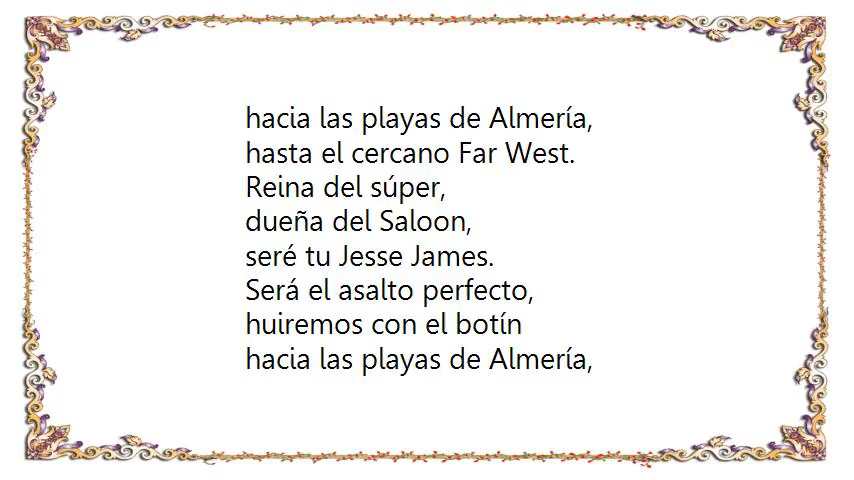 hacia las playas de Almería,
hasta el cercano Far West.
Reina del súper,
dueña del Saloon,
seré tu Jesse James.
Será el asalto perfecto,
huiremos con el botín
hacia las playas de Almería,